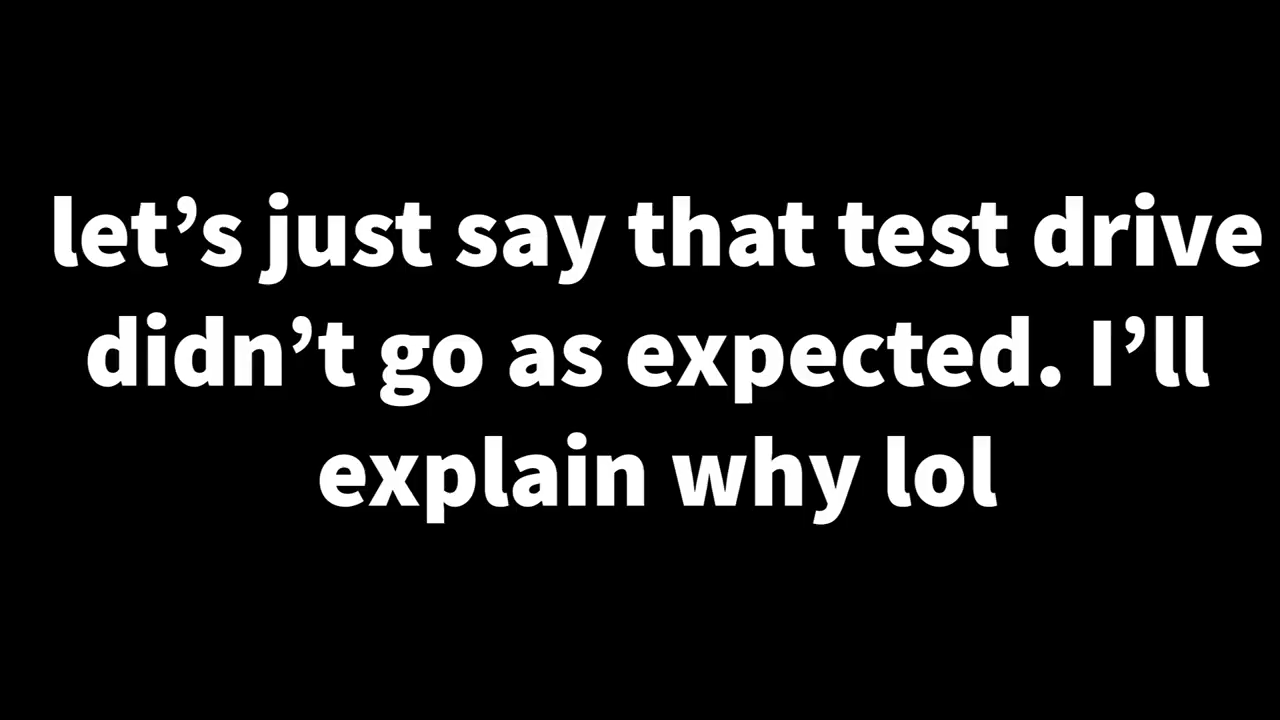 let’s just say that test drive
didn’t go as expected. I’ll
explain why lol